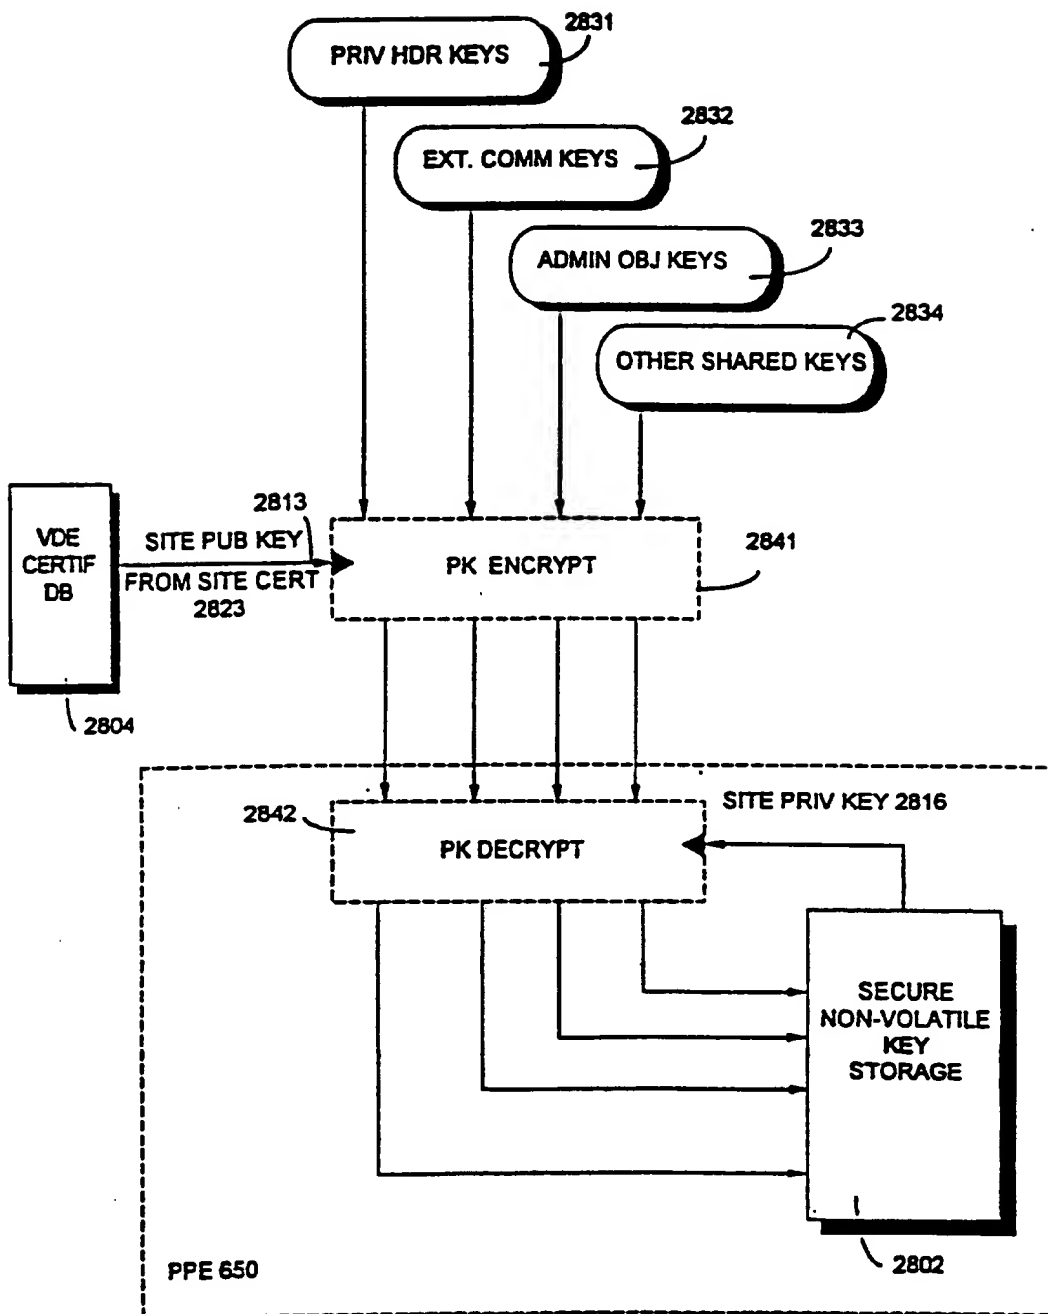 2831
PRIV HDR KEYS
2832
EXT. COMM KEYS
2833
ADMIN OBJ KEYS
2834
OTHER SHARED KEYS
VDE
CERTIF
DB
2813
SITE PUB KEY
FROM SITE CERT
2823
PK ENCRYPT
2841
2804
2842
SITE PRIV KEY 2816
PK DECRYPT
SECURE
NON-VOLATILE
KEY
STORAGE
2802
PPE 650